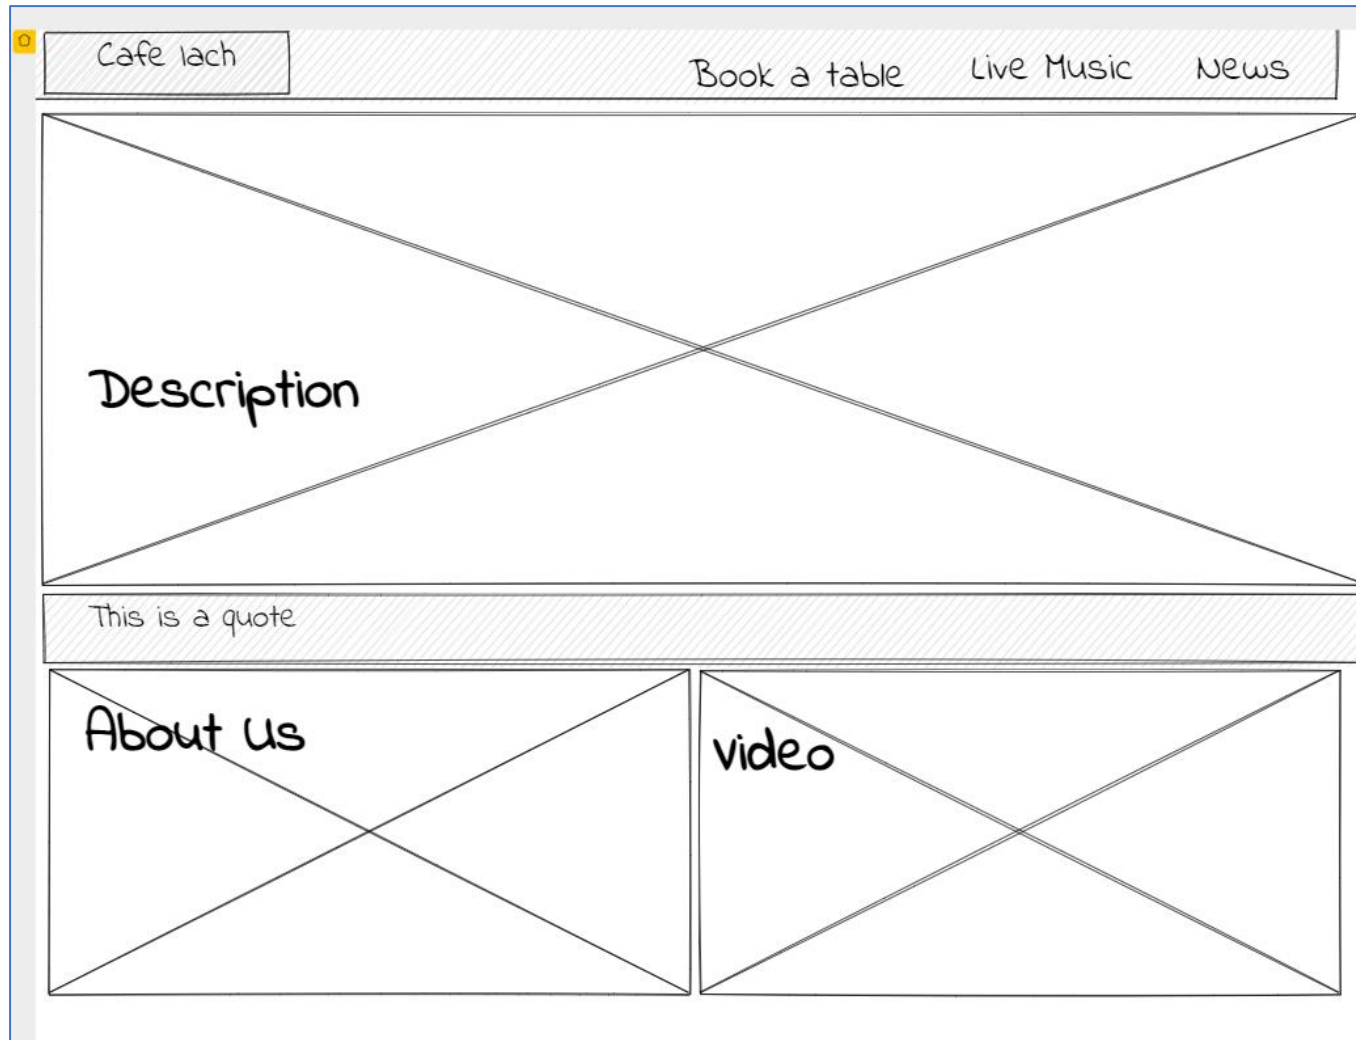 Cafe lach
Book a table
Live Music
News
Description
This is a quote
About Us
video